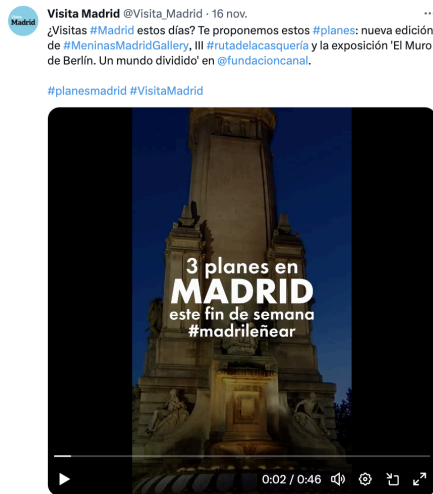 Madrid
Visita Madrid @Visita_Madrid · 16 nov.
¿Visitas #Madrid estos días? Te proponemos estos #planes: nueva edición
de #MeninasMadridGallery, III #rutadelacasquería y la exposición 'El Muro
de Berlín. Un mundo dividido' en @fundacioncanal.
#planesmadrid #VisitaMadrid
3 planes en
MADRID
este fin de semana
#madrileñear
0:02 / 0:46